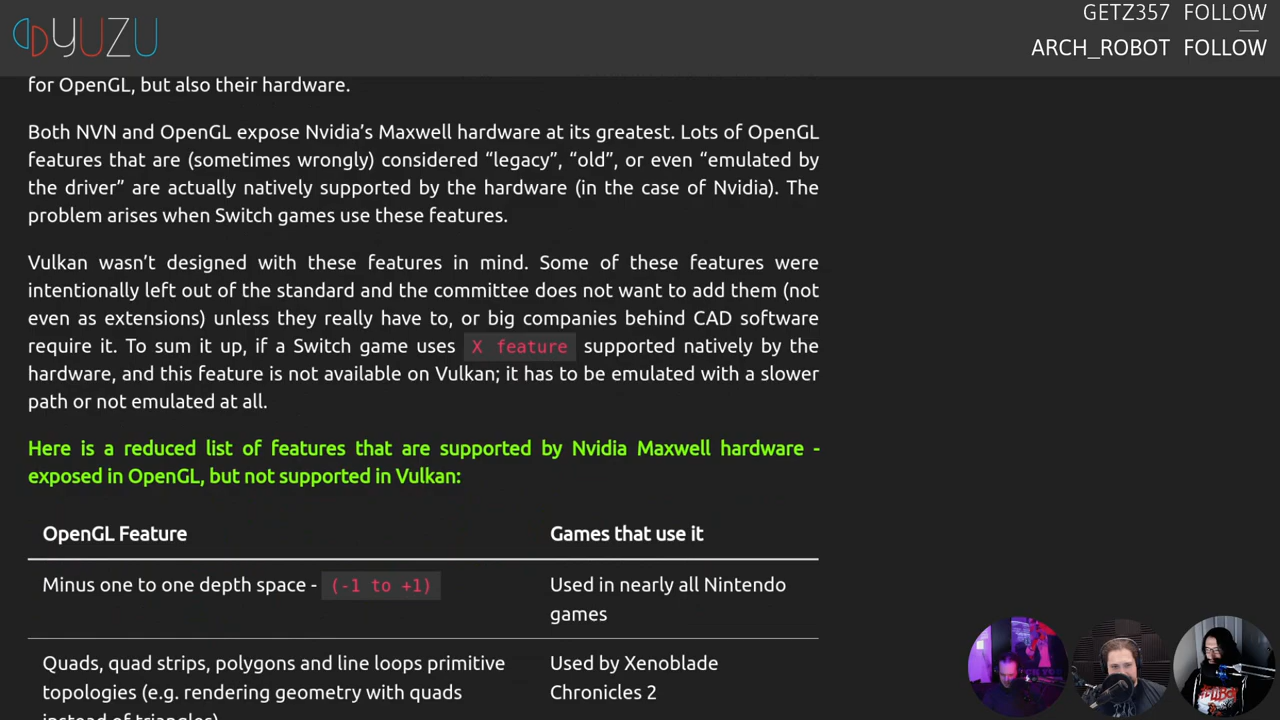 YUZU
GETZ357 FOLLOW
ARCH_ROBOT FOLLOW
for OpenGL, but also their hardware.
Both NVN and OpenGL expose Nvidia’s Maxwell hardware at its greatest. Lots of OpenGL
features that are (sometimes wrongly) considered “legacy”, “old”, or even “emulated by
the driver” are actually natively supported by the hardware (in the case of Nvidia). The
problem arises when Switch games use these features.
Vulkan wasn’t designed with these features in mind. Some of these features were
intentionally left out of the standard and the committee does not want to add them (not
even as extensions) unless they really have to, or big companies behind CAD software
require it. To sum it up, if a Switch game uses X feature supported natively by the
hardware, and this feature is not available on Vulkan; it has to be emulated with a slower
path or not emulated at all.
Here is a reduced list of features that are supported by Nvidia Maxwell hardware -
exposed in OpenGL, but not supported in Vulkan:
OpenGL Feature Games that use it
Minus one to one depth space - (-1 to +1) Used in nearly all Nintendo
games
Quads, quad strips, polygons and line loops primitive Used by Xenoblade
topologies (e.g. rendering geometry with quads Chronicles 2
instead of triangles)